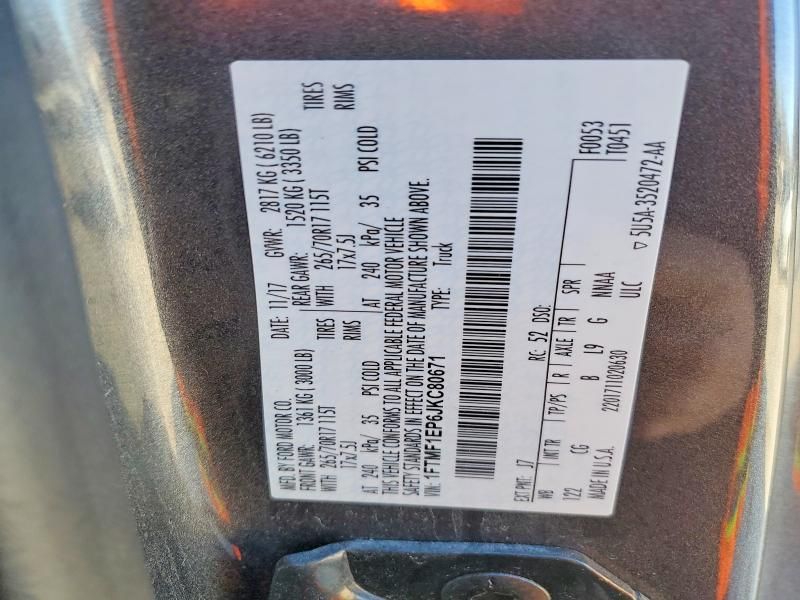 MFD. BY FORD MOTOR CO.
DATE: 11/17 GVWR: 2817 KG ( 6210 LB)
FRONT GAWR: 1361 KG ( 3000 LB) REAR GAWR: 1520 KG ( 3350 LB)
WITH 265/70R17 115T TIRES WITH 265/70R17 115T TIRES
17x7.5J RIMS 17x7.5J RIMS
AT 240 kPa/ 35 PSI COLD AT 240 kPa/ 35 PSI COLD
THIS VEHICLE CONFORMS TO ALL APPLICABLE FEDERAL MOTOR VEHICLE
SAFETY STANDARDS IN EFFECT ON THE DATE OF MANUFACTURE SHOWN ABOVE.
VIN: 1FTMF1EP6JKC80671 TYPE: Truck
F0053
T0451
EXT PNT: J7 RC: 52 DSO:
WB INT TR TP/PS R AXLE TR SPR
122 CG B L9 G NMAA
ULC
MADE IN U.S.A. 22017111020630 ▽ 5U5A-3520472-AA